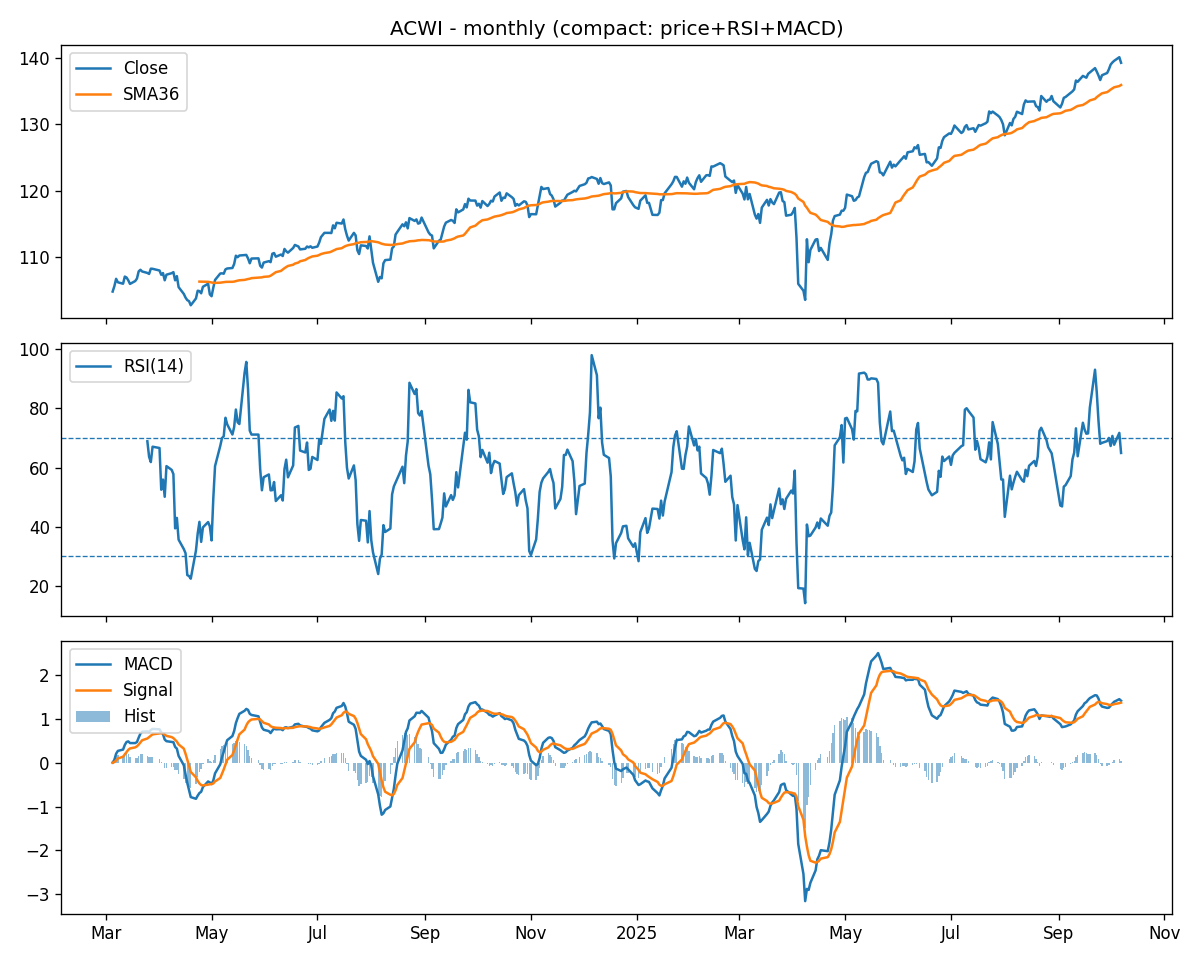 ACWI - monthly (compact: price+RSI+MACD)
140
130
120
110
Close
SMA36
100
80
60
40
20
RSI(14)
2
1
0
−1
−2
−3
MACD
Signal
Hist
Mar May Jul Sep Nov 2025 Mar May Jul Sep Nov